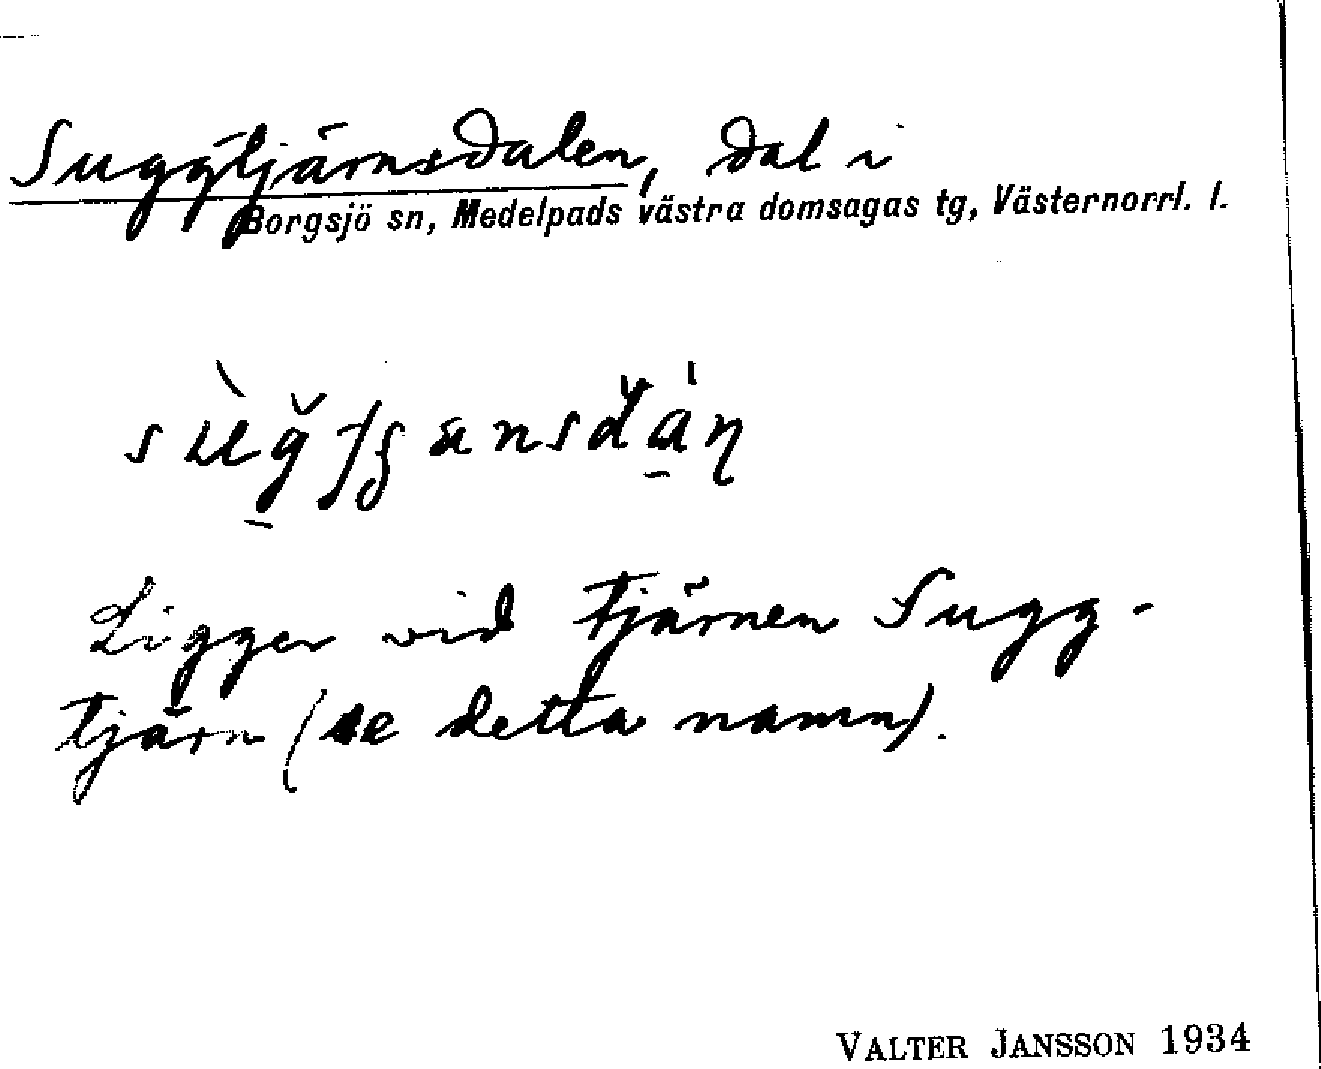 Suggtjärnsdalen, dal i
Borgsjö sn, Medelpads västra domsagas tg, Västernorrl. l.
Ligger vid tjärnen Sugg-
tjärn (se detta namn).
VALTER JANSSON 1934